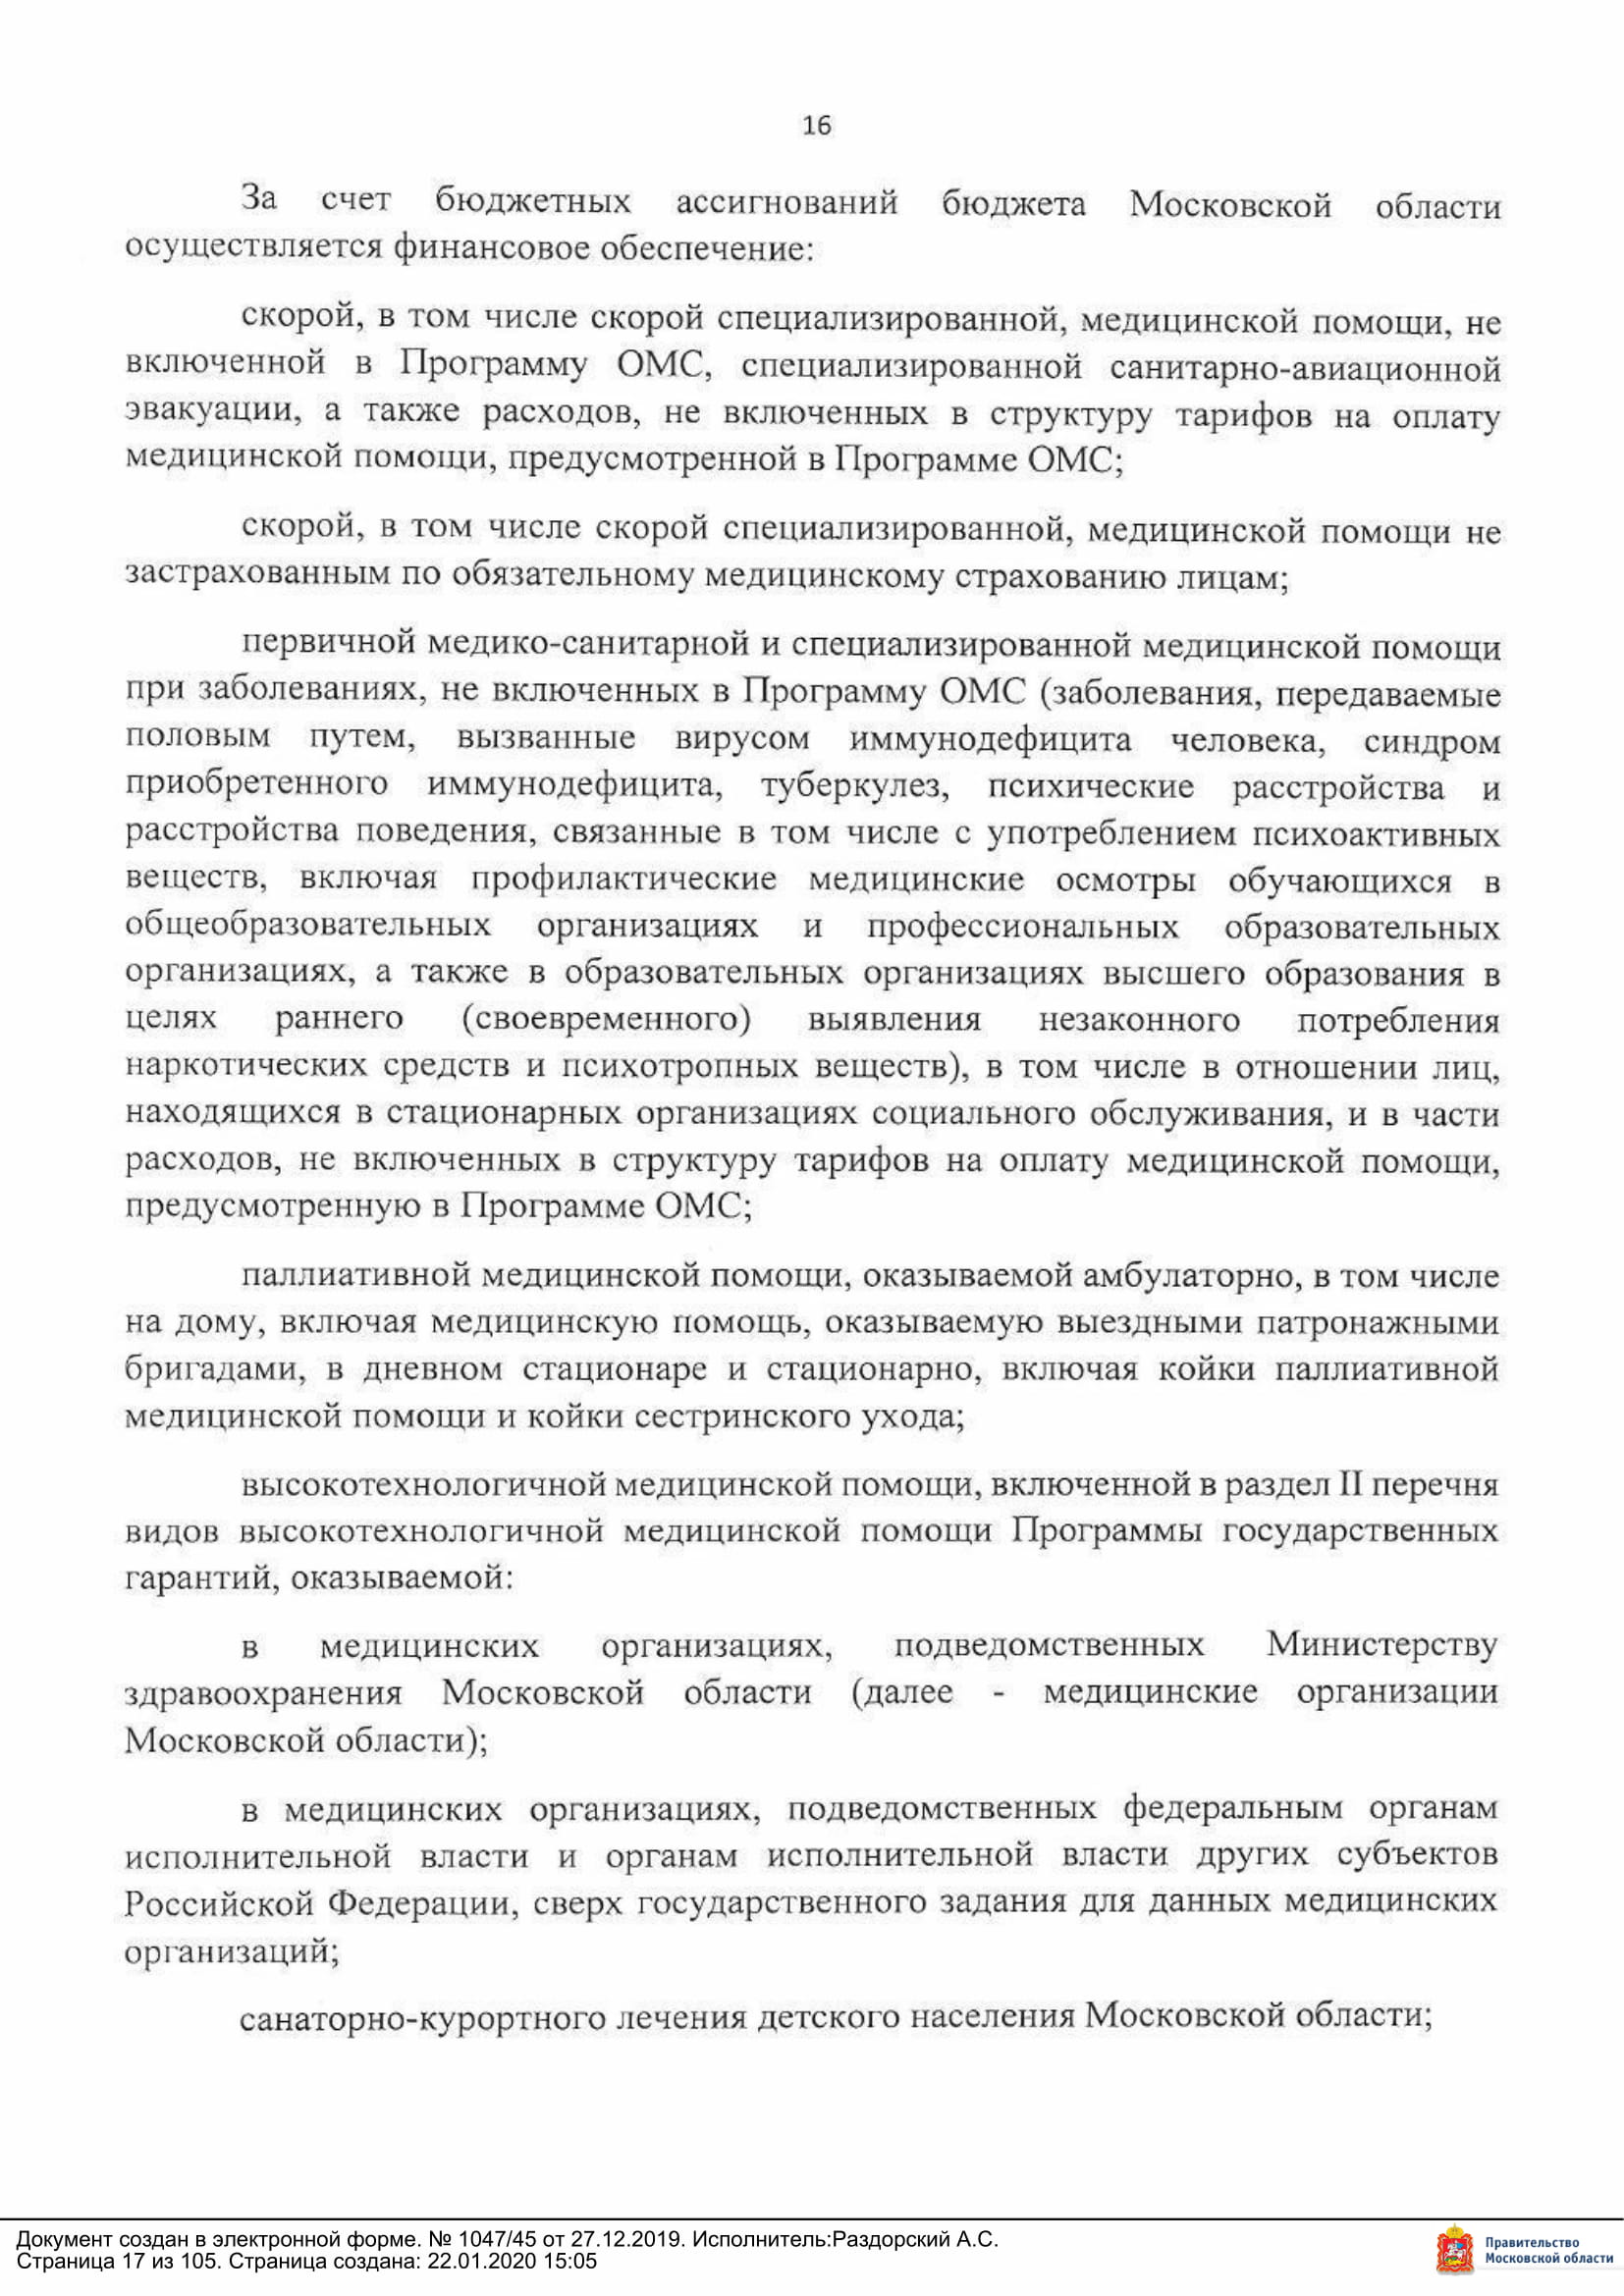 16
За счет бюджетных ассигнований бюджета Московской области
осуществляется финансовое обеспечение:
скорой, в том числе скорой специализированной, медицинской помощи, не
включенной в Программу ОМС, специализированной санитарно-авиационной
эвакуации, а также расходов, не включенных в структуру тарифов на оплату
медицинской помощи, предусмотренной в Программе ОМС;
скорой, в том числе скорой специализированной, медицинской помощи не
застрахованным по обязательному медицинскому страхованию лицам;
первичной медико-санитарной и специализированной медицинской помощи
при заболеваниях, не включенных в Программу ОМС (заболевания, передаваемые
половым путем, вызванные вирусом иммунодефицита человека, синдром
приобретенного иммунодефицита, туберкулез, психические расстройства и
расстройства поведения, связанные в том числе с употреблением психоактивных
веществ, включая профилактические медицинские осмотры обучающихся в
общеобразовательных организациях и профессиональных образовательных
организациях, а также в образовательных организациях высшего образования в
целях раннего (своевременного) выявления незаконного потребления
наркотических средств и психотропных веществ), в том числе в отношении лиц,
находящихся в стационарных организациях социального обслуживания, и в части
расходов, не включенных в структуру тарифов на оплату медицинской помощи,
предусмотренную в Программе ОМС;
паллиативной медицинской помощи, оказываемой амбулаторно, в том числе
на дому, включая медицинскую помощь, оказываемую выездными патронажными
бригадами, в дневном стационаре и стационарно, включая койки паллиативной
медицинской помощи и койки сестринского ухода;
высокотехнологичной медицинской помощи, включенной в раздел II перечня
видов высокотехнологичной медицинской помощи Программы государственных
гарантий, оказываемой:
в медицинских организациях, подведомственных Министерству
здравоохранения Московской области (далее - медицинские организации
Московской области);
в медицинских организациях, подведомственных федеральным органам
исполнительной власти и органам исполнительной власти других субъектов
Российской Федерации, сверх государственного задания для данных медицинских
организаций;
санаторно-курортного лечения детского населения Московской области;
Документ создан в электронной форме. № 1047/45 от 27.12.2019. Исполнитель:Раздорский А.С.
Страница 17 из 105. Страница создана: 22.01.2020 15:05
Правительство
Московской области